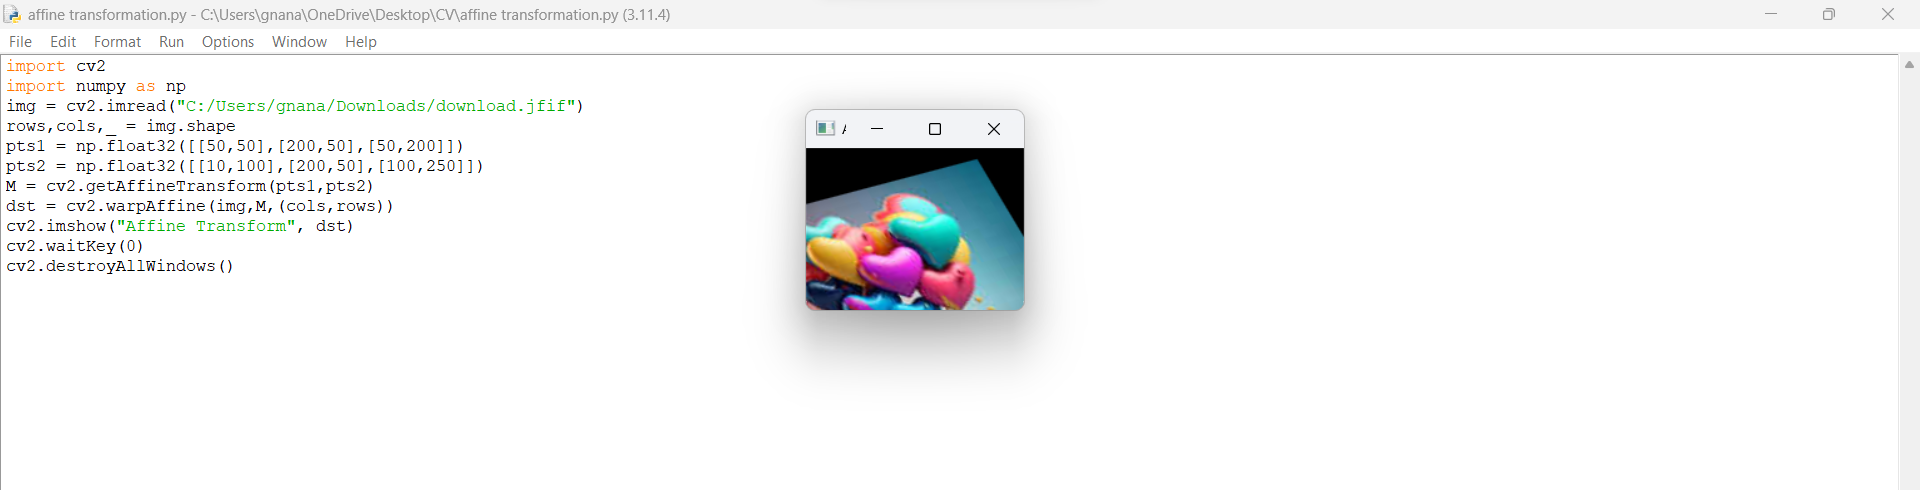 affine transformation.py - C:\Users\gnana\OneDrive\Desktop\CV\affine transformation.py (3.11.4)
File Edit Format Run Options Window Help
import cv2
import numpy as np
img = cv2.imread("C:/Users/gnana/Downloads/download.jfif")
rows,cols,_ = img.shape
pts1 = np.float32([[50,50],[200,50],[50,200]])
pts2 = np.float32([[10,100],[200,50],[100,250]])
M = cv2.getAffineTransform(pts1,pts2)
dst = cv2.warpAffine(img,M,(cols,rows))
cv2.imshow("Affine Transform", dst)
cv2.waitKey(0)
cv2.destroyAllWindows()